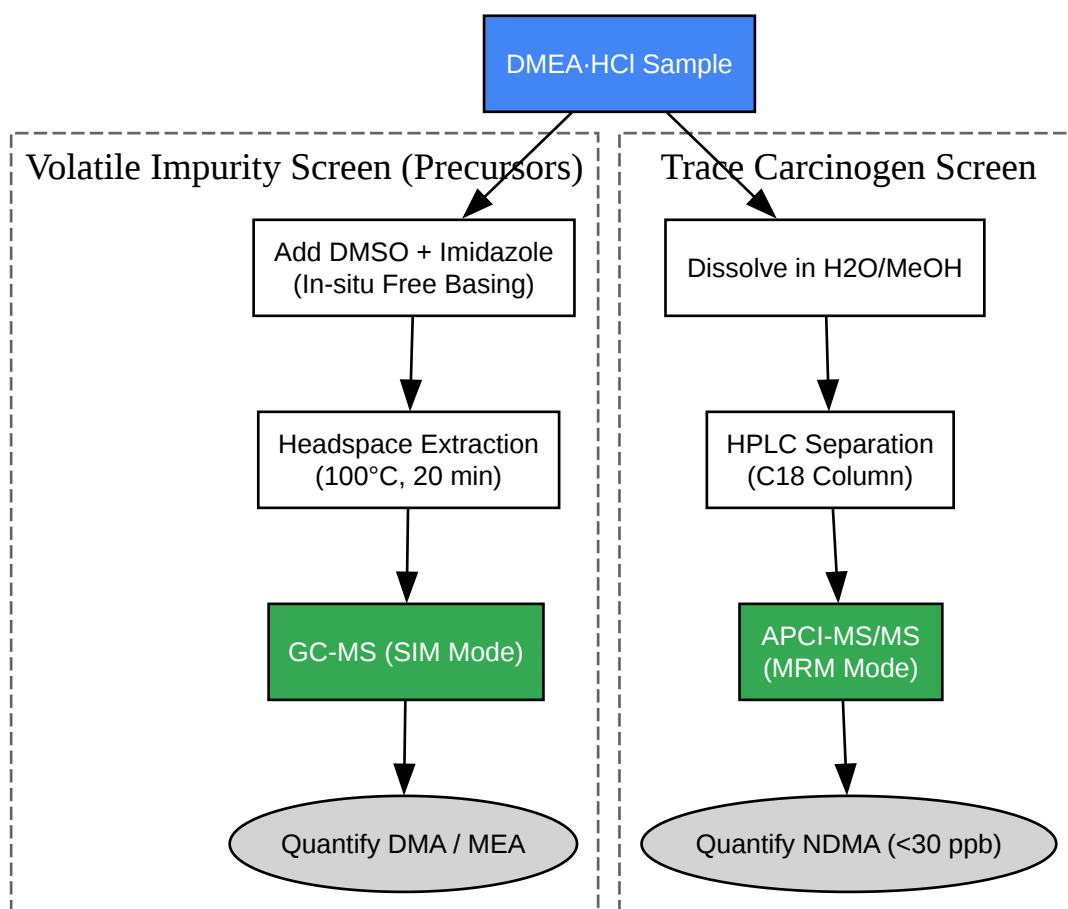 DMEA·HCl Sample
Volatile Impurity Screen (Precursors)
Add DMSO + Imidazole
(In-situ Free Basing)
Headspace Extraction
(100°C, 20 min)
GC-MS (SIM Mode)
Quantify DMA / MEA
Trace Carcinogen Screen
Dissolve in H2O/MeOH
HPLC Separation
(C18 Column)
APCI-MS/MS
(MRM Mode)
Quantify NDMA (<30 ppb)